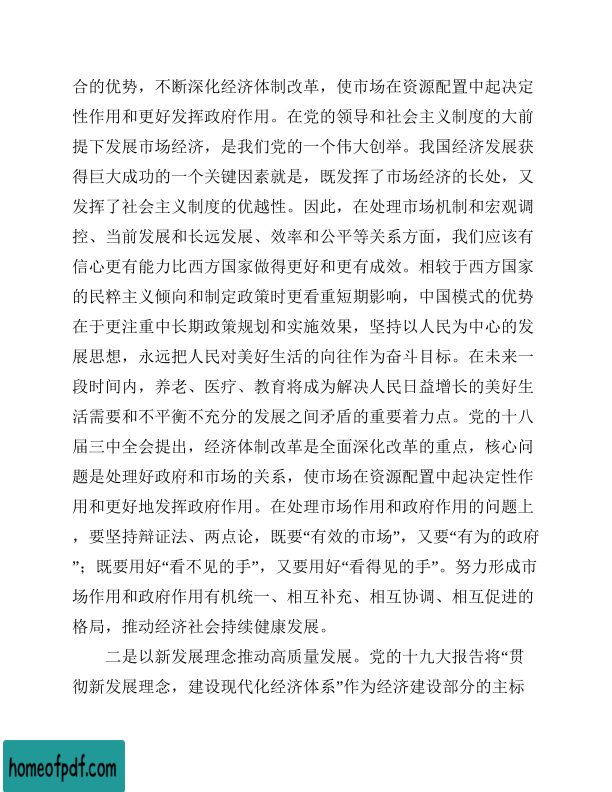 合的优势，不断深化经济体制改革，使市场在资源配置中起决定
性作用和更好发挥政府作用。在党的领导和社会主义制度的大前
提下发展市场经济，是我们党的一个伟大创举。我国经济发展获
得巨大成功的一个关键因素就是，既发挥了市场经济的长处，又
发挥了社会主义制度的优越性。因此，在处理市场机制和宏观调
控、当前发展和长远发展、效率和公平等关系方面，我们应该有
信心更有能力比西方国家做得更好和更有成效。相较于西方国家
的民粹主义倾向和制定政策时更看重短期影响，中国模式的优势
在于更注重中长期政策规划和实施效果，坚持以人民为中心的发
展思想，永远把人民对美好生活的向往作为奋斗目标。在未来一
段时间内，养老、医疗、教育将成为解决人民日益增长的美好生
活需要和不平衡不充分的发展之间矛盾的重要着力点。党的十八
届三中全会提出，经济体制改革是全面深化改革的重点，核心问
题是处理好政府和市场的关系，使市场在资源配置中起决定性作
用和更好地发挥政府作用。在处理市场作用和政府作用的问题上
，要坚持辩证法、两点论，既要“有效的市场”，又要“有为的政府
”；既要用好“看不见的手”，又要用好“看得见的手”。努力形成市
场作用和政府作用有机统一、相互补充、相互协调、相互促进的
格局，推动经济社会持续健康发展。
二是以新发展理念推动高质量发展。党的十九大报告将“贯
彻新发展理念，建设现代化经济体系”作为经济建设部分的主标
homeofpdf.com